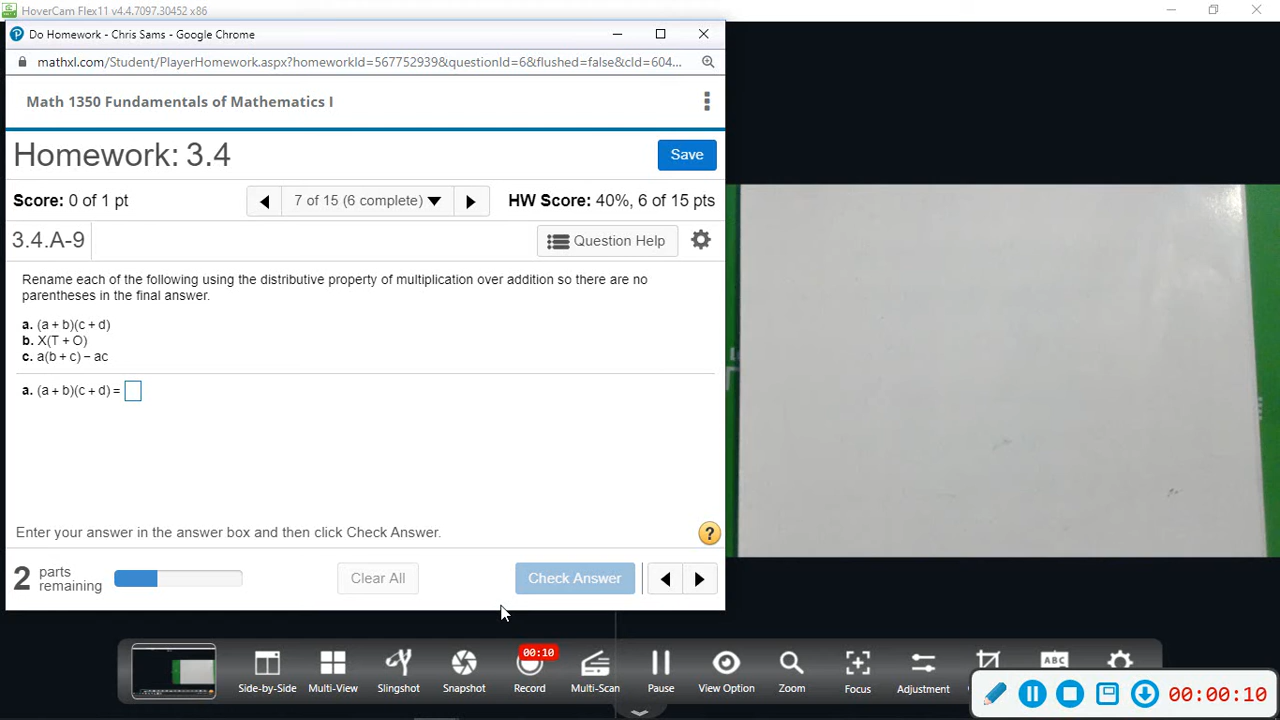 HoverCam Flex11 v4.4.7097.30452 x86
Do Homework - Chris Sams - Google Chrome
mathxl.com/Student/PlayerHomework.aspx?homeworkId=567752939&questionId=6&flushed=false&cId=604...
Math 1350 Fundamentals of Mathematics I
Homework: 3.4
Save
Score: 0 of 1 pt
7 of 15 (6 complete)
HW Score: 40%, 6 of 15 pts
3.4.A-9
Question Help
Rename each of the following using the distributive property of multiplication over addition so there are no
parentheses in the final answer.
a. (a + b)(c + d)
b. X(T + O)
c. a(b + c) − ac
a. (a + b)(c + d) =
Enter your answer in the answer box and then click Check Answer.
?
2 parts remaining
Clear All
Check Answer
00:10
ABC
Side-by-Side Multi-View Slingshot Snapshot Record Multi Scan Pause View Option Zoom Focus Adjustment
00:00:10